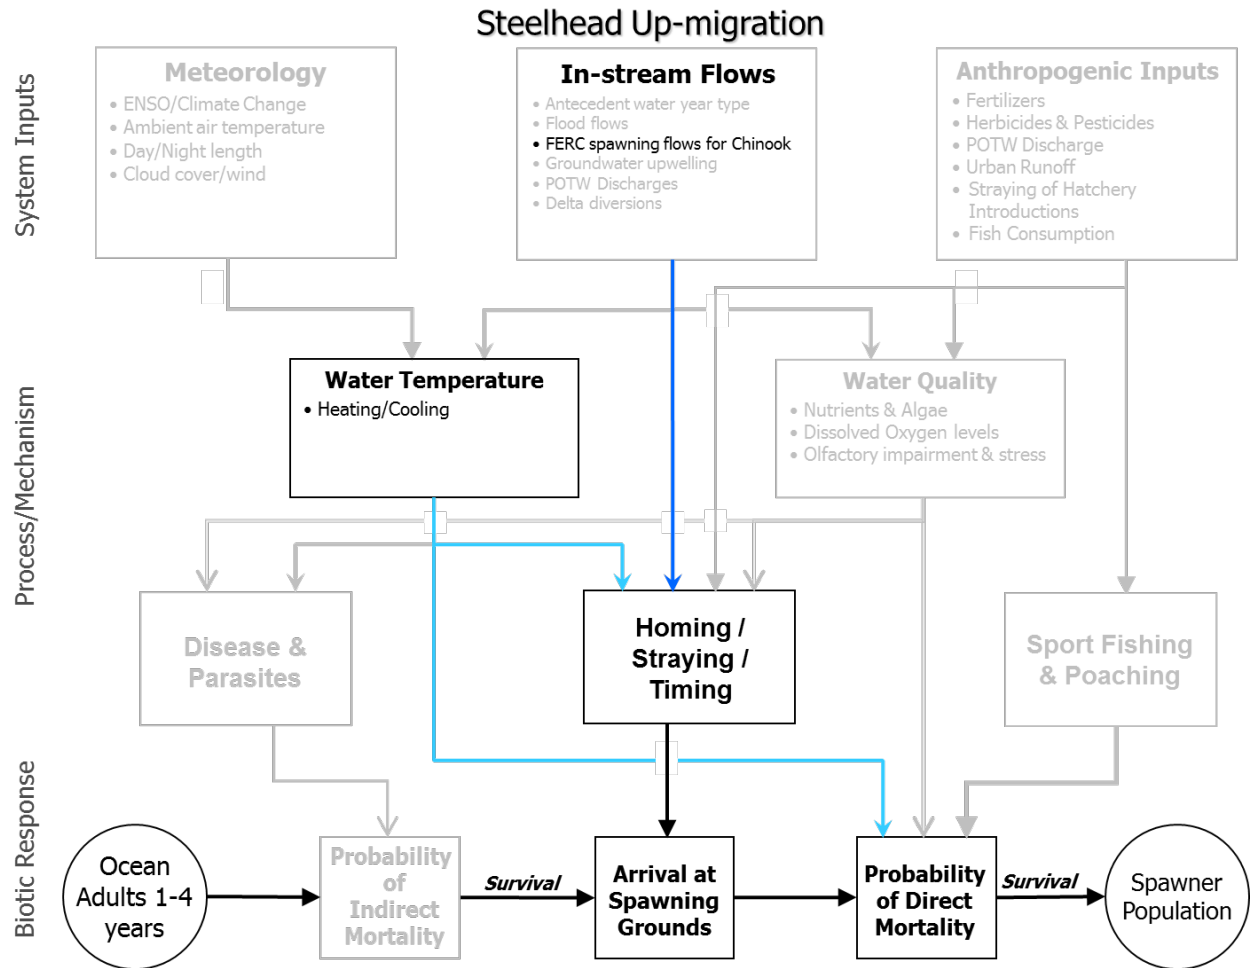 Steelhead Up-migration
System Inputs
Meteorology
• ENSO/Climate Change
• Ambient air temperature
• Day/Night length
• Cloud cover/wind
In-stream Flows
• Antecedent water year type
• Flood flows
• FERC spawning flows for Chinook
• Groundwater upwelling
• POTW Discharges
• Delta diversions
Anthropogenic Inputs
• Fertilizers
• Herbicides & Pesticides
• POTW Discharge
• Urban Runoff
• Straying of Hatchery
Introductions
• Fish Consumption
Process/Mechanism
Water Temperature
• Heating/Cooling
Water Quality
• Nutrients & Algae
• Dissolved Oxygen levels
• Olfactory impairment & stress
Disease &
Parasites
Homing /
Straying /
Timing
Sport Fishing
& Poaching
Biotic Response
Ocean
Adults 1-4
years
Probability
of
Indirect
Mortality
Survival
Arrival at
Spawning
Grounds
Probability
of Direct
Mortality
Survival
Spawner
Population